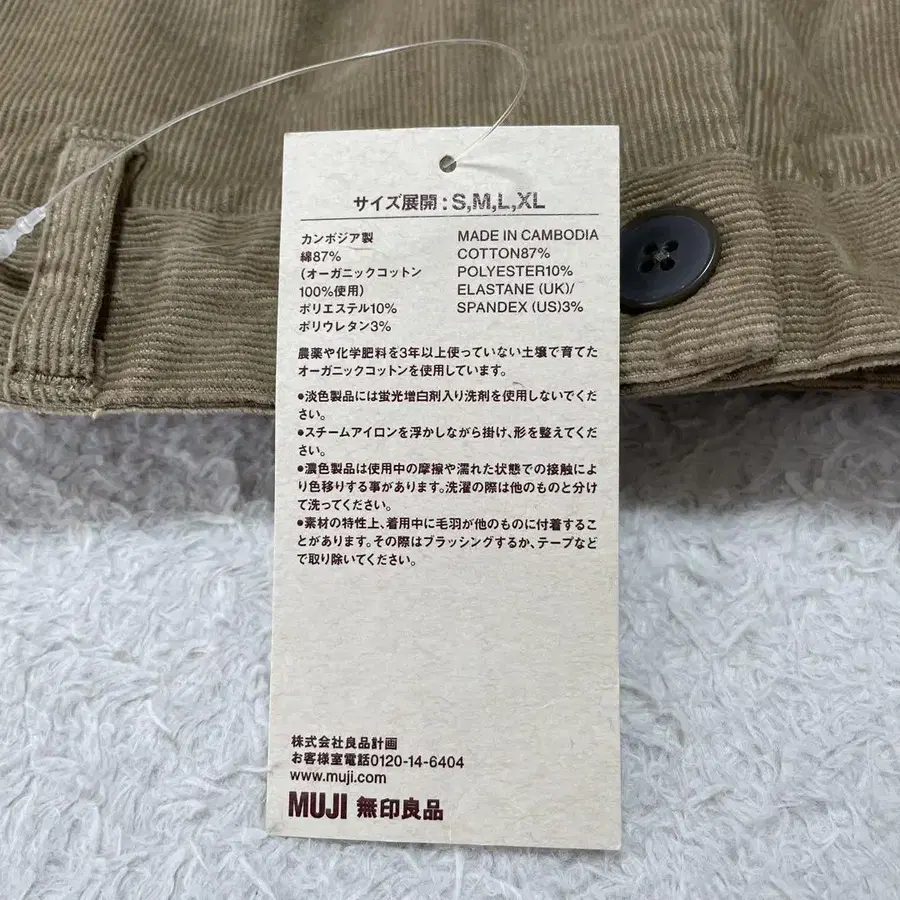 サイズ展開：S,M,L,XL
カンボジア製
綿87%
（オーガニックコットン
100%使用）
ポリエステル10%
ポリウレタン3%
MADE IN CAMBODIA
COTTON87%
POLYESTER10%
ELASTANE (UK)/
SPANDEX (US)3%
農薬や化学肥料を3年以上使っていない土壌で育てた
オーガニックコットンを使用しています。
●淡色製品には蛍光増白剤入り洗剤を使用しないでくだ
さい。
●スチームアイロンを浮かしながら掛け、形を整えてくだ
さい。
●濃色製品は使用中の摩擦や濡れた状態での接触によ
り色移りする事があります。洗濯の際は他のものと分け
て洗ってください。
●素材の特性上、着用中に毛羽が他のものに付着するこ
とがあります。その際はブラッシングするか、テープなど
で取り除いてください。
株式会社良品計画
お客様室電話0120-14-6404
www.muji.com
MUJI 無印良品